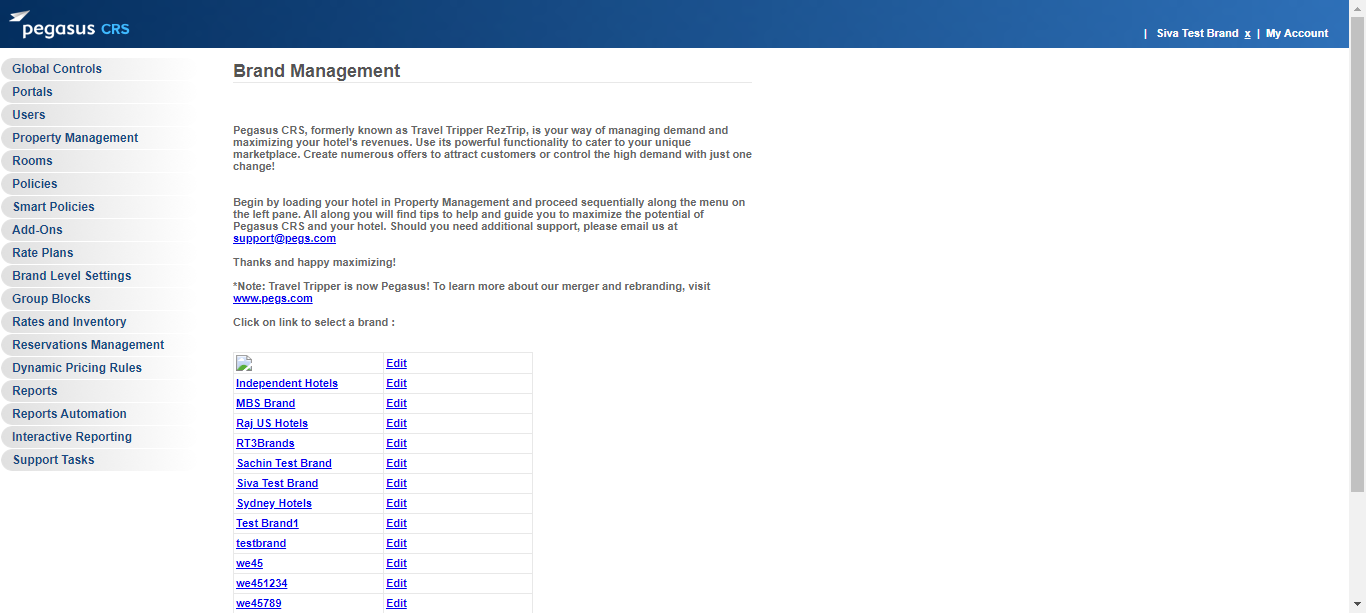 pegasus CRS
| Siva Test Brand x | My Account
Global Controls
Portals
Users
Property Management
Rooms
Policies
Smart Policies
Add-Ons
Rate Plans
Brand Level Settings
Group Blocks
Rates and Inventory
Reservations Management
Dynamic Pricing Rules
Reports
Reports Automation
Interactive Reporting
Support Tasks
Brand Management
Pegasus CRS, formerly known as Travel Tripper RezTrip, is your way of managing demand and
maximizing your hotel's revenues. Use its powerful functionality to cater to your unique
marketplace. Create numerous offers to attract customers or control the high demand with just one
change!
Begin by loading your hotel in Property Management and proceed sequentially along the menu on
the left pane. All along you will find tips to help and guide you to maximize the potential of
Pegasus CRS and your hotel. Should you need additional support, please email us at
support@pegs.com
Thanks and happy maximizing!
*Note: Travel Tripper is now Pegasus! To learn more about our merger and rebranding, visit
www.pegs.com
Click on link to select a brand :
Edit
Independent Hotels Edit
MBS Brand Edit
Raj US Hotels Edit
RT3Brands Edit
Sachin Test Brand Edit
Siva Test Brand Edit
Sydney Hotels Edit
Test Brand1 Edit
testbrand Edit
we45 Edit
we451234 Edit
we45789 Edit